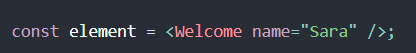 const element = <Welcome name="Sara" />;